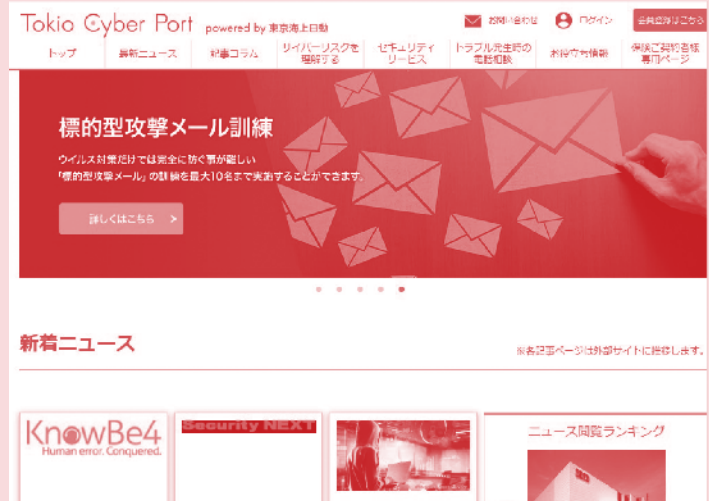 Tokio Cyber Port powered by 東京海上日動
お問い合わせ
ログイン
会員登録はこちら
トップ
最新ニュース
記事コラム
サイバーリスクを
理解する
セキュリティ
サービス
トラブル発生時の
電話相談
お役立ち情報
保険ご契約者様
専用ページ
標的型攻撃メール訓練
ウイルス対策だけでは完全に防ぐ事が難しい
「標的型攻撃メール」の訓練を最大10名まで実施することができます。
詳しくはこちら >
新着ニュース
※各記事ページは外部サイトに遷移します。
KnowBe4
Human error. Conquered.
Security NEXT
ニュース閲覧ランキング